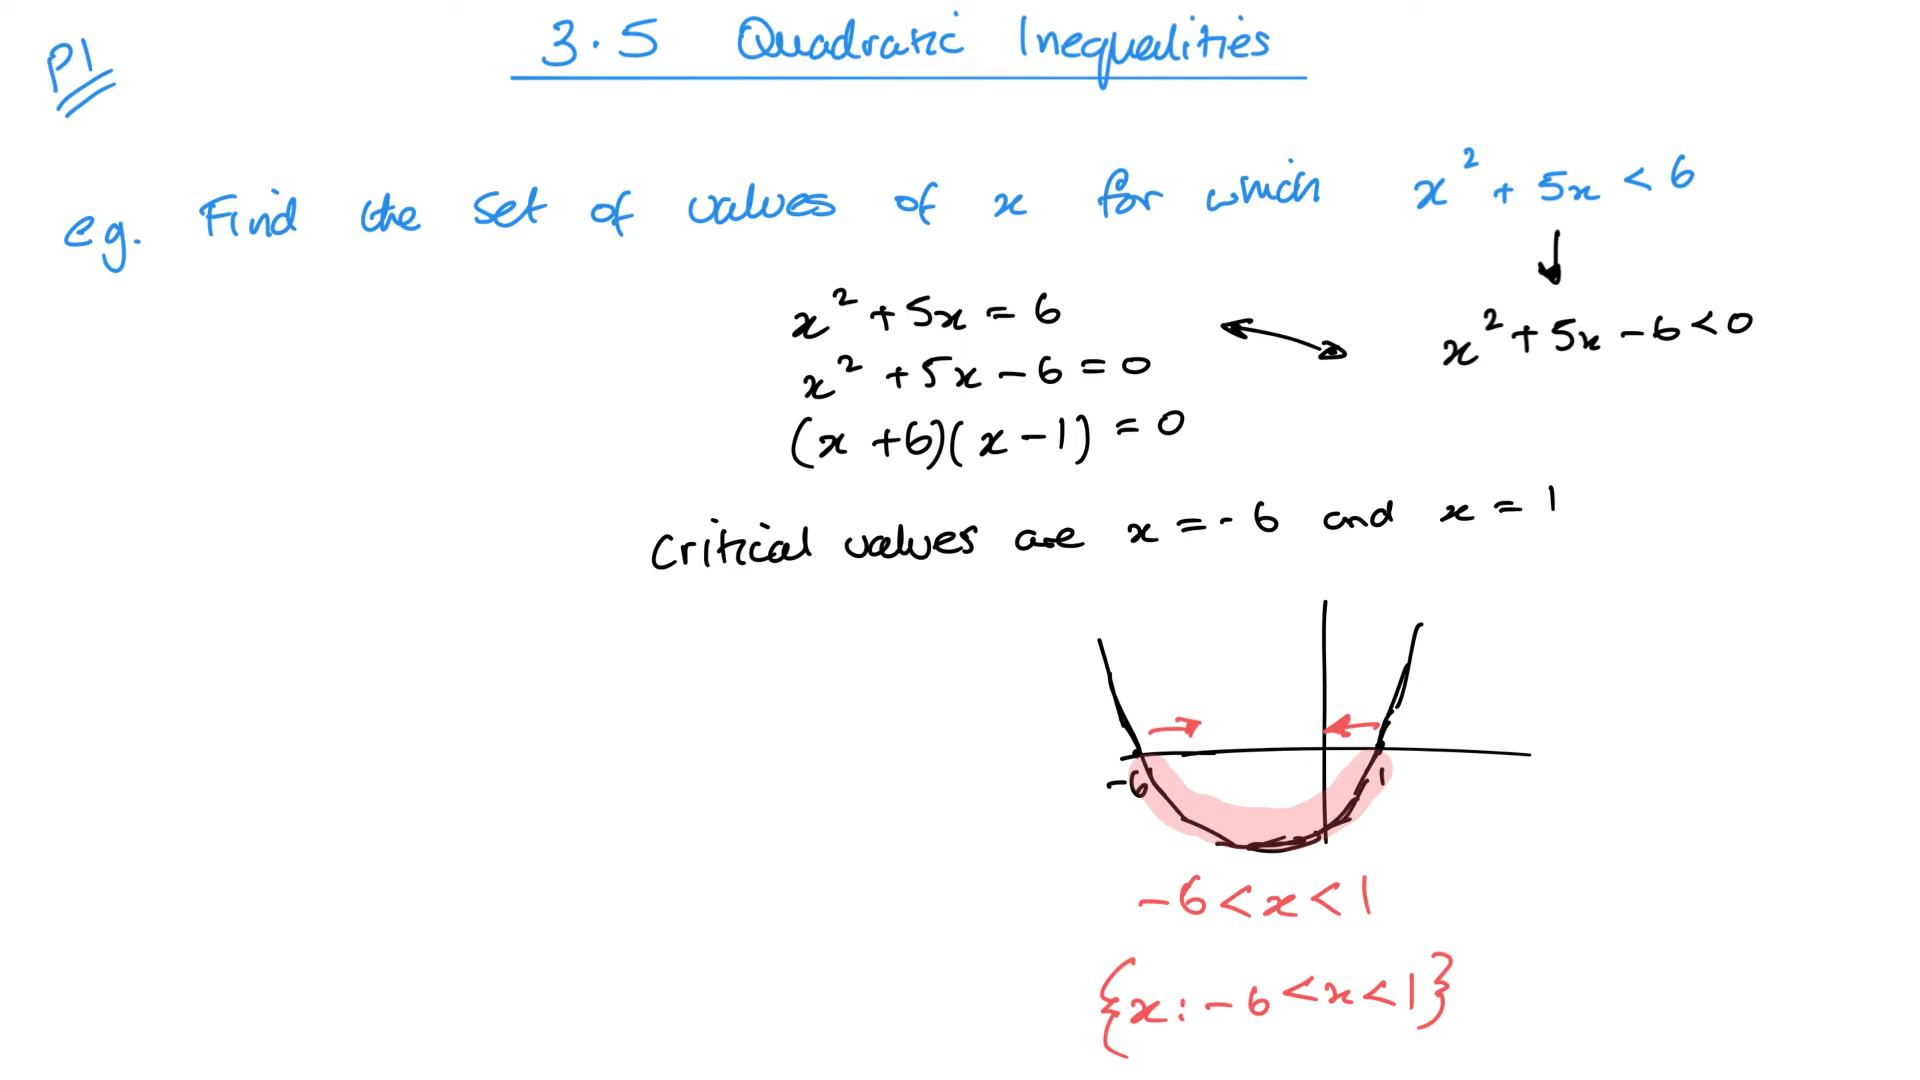 P1
3.5 Quadratic Inequalities
eg. Find the set of values of x for which x² + 5x < 6
x² + 5x = 6
x² + 5x - 6 < 0
x² + 5x - 6 = 0
(x + 6)(x - 1) = 0
Critical values are x = -6 and x = 1
-6 1
-6 < x < 1
{x : -6 < x < 1}